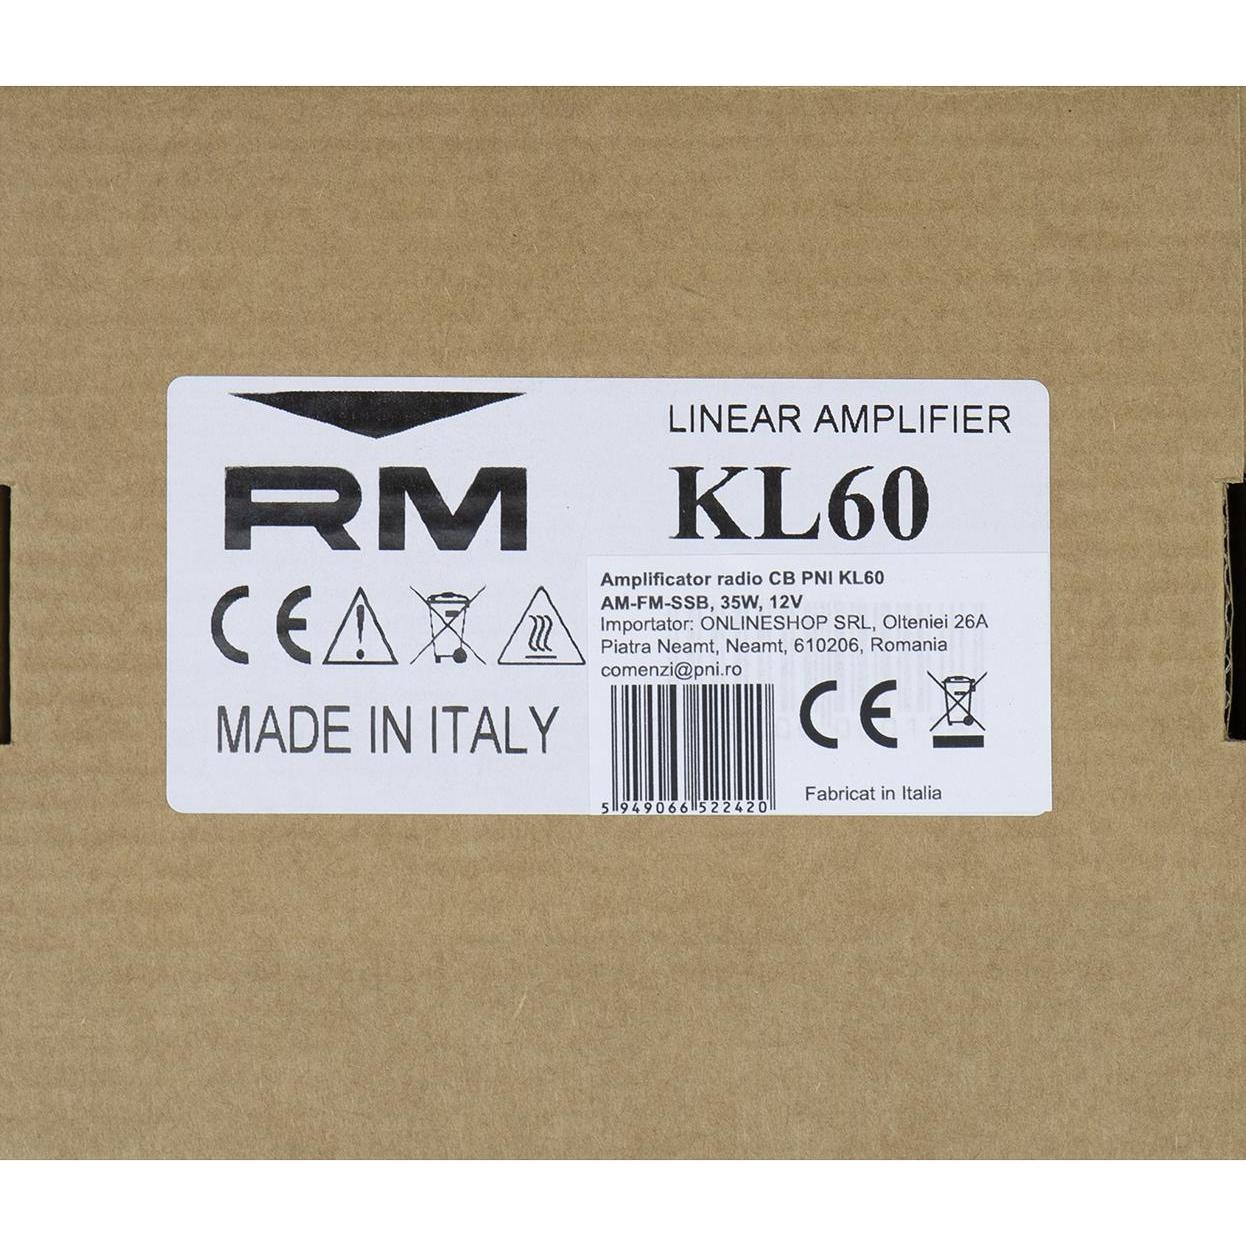 RM
LINEAR AMPLIFIER
KL60
MADE IN ITALY
Amplificator radio CB PNI KL60
AM-FM-SSB, 35W, 12V
Importator: ONLINESHOP SRL, Olteniei 26A
Piatra Neamt, Neamt, 610206, Romania
comenzi@pni.ro
5 949066 522420
Fabricat in Italia